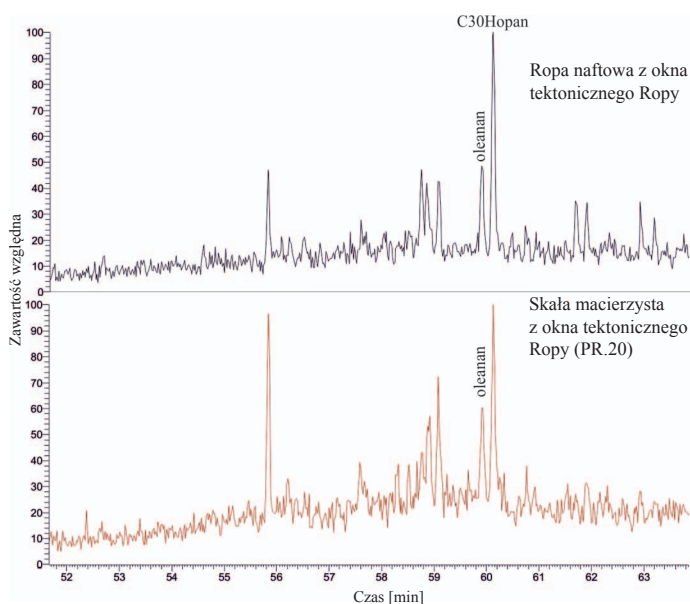 C30Hopan
Ropa naftowa z okna
tektonicznego Ropy
oleanan
Zawartość względna
100
90
80
70
60
50
40
30
20
10
0
Skała macierzysta
z okna tektonicznego
Ropy (PR.20)
oleanan
100
90
80
70
60
50
40
30
20
10
0
52 53 54 55 56 57 58 59 60 61 62 63
Czas [min]